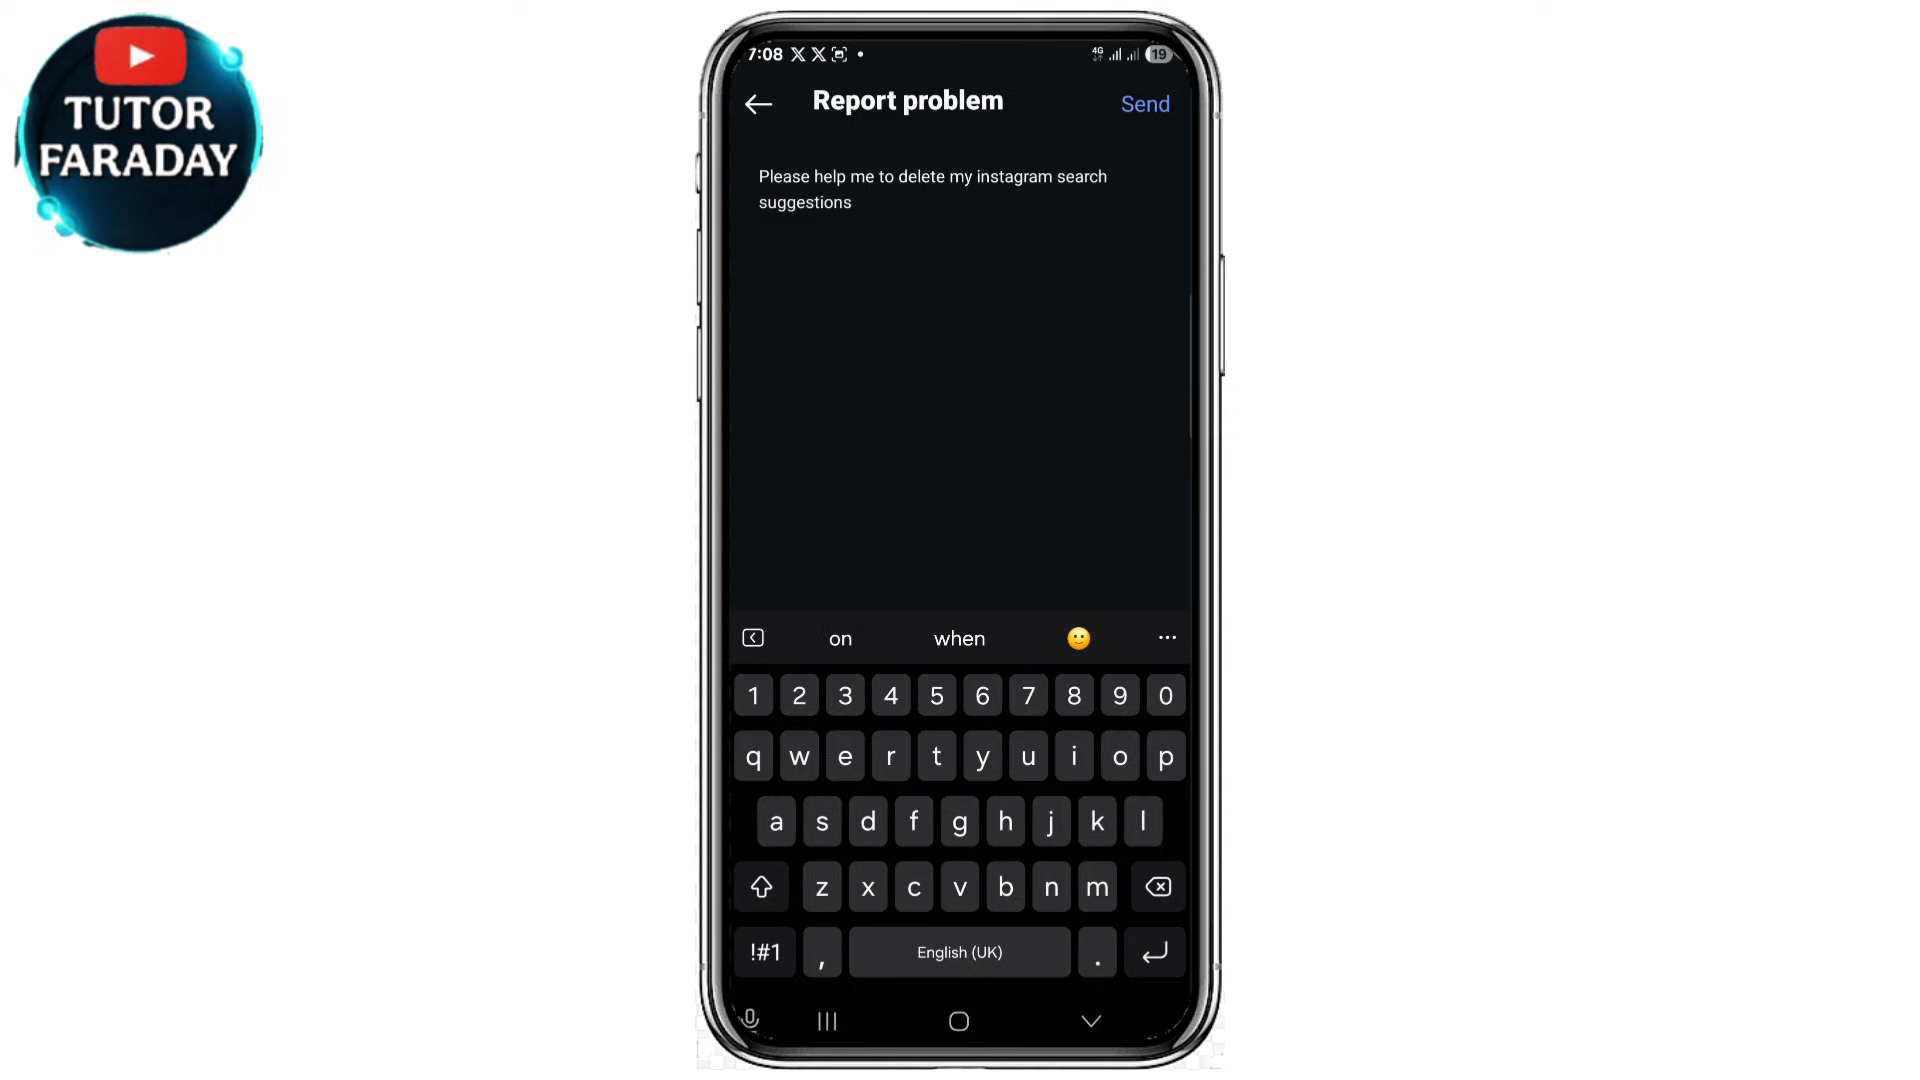 TUTOR
FARADAY
7:08
4G
19
Report problem
Send
Please help me to delete my instagram search
suggestions
on
when
1 2 3 4 5 6 7 8 9 0
q w e r t y u i o p
a s d f g h j k l
z x c v b n m
!#1 , English (UK) .